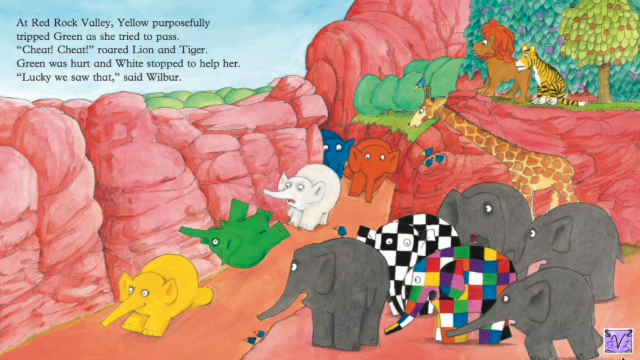 At Red Rock Valley, Yellow purposefully
tripped Green as she tried to pass.
“Cheat! Cheat!” roared Lion and Tiger.
Green was hurt and White stopped to help her.
“Lucky we saw that,” said Wilbur.
V